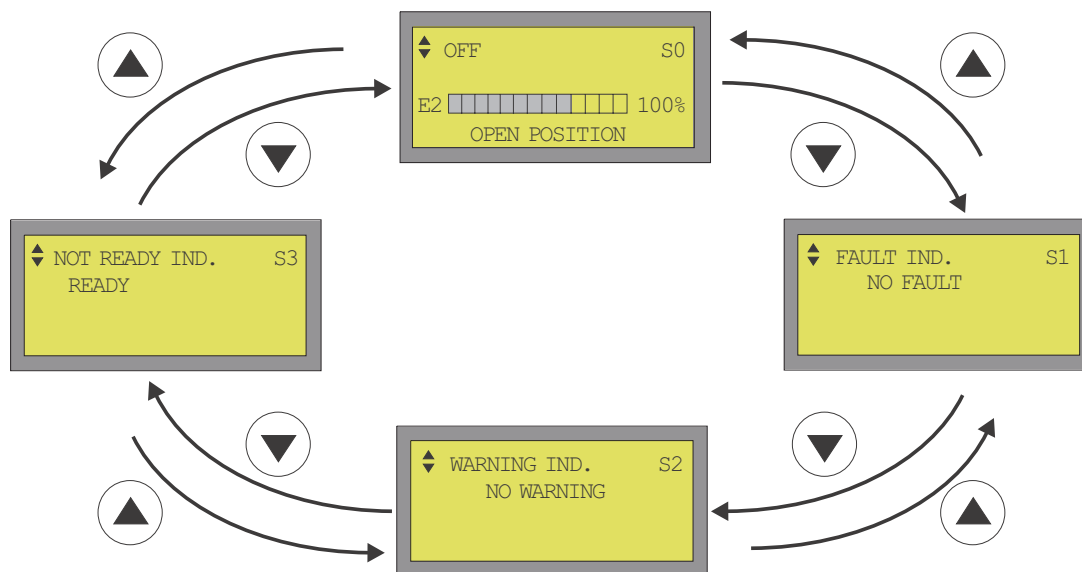 OFF S0
E2 100%
OPEN POSITION
NOT READY IND. S3
READY
FAULT IND. S1
NO FAULT
WARNING IND. S2
NO WARNING